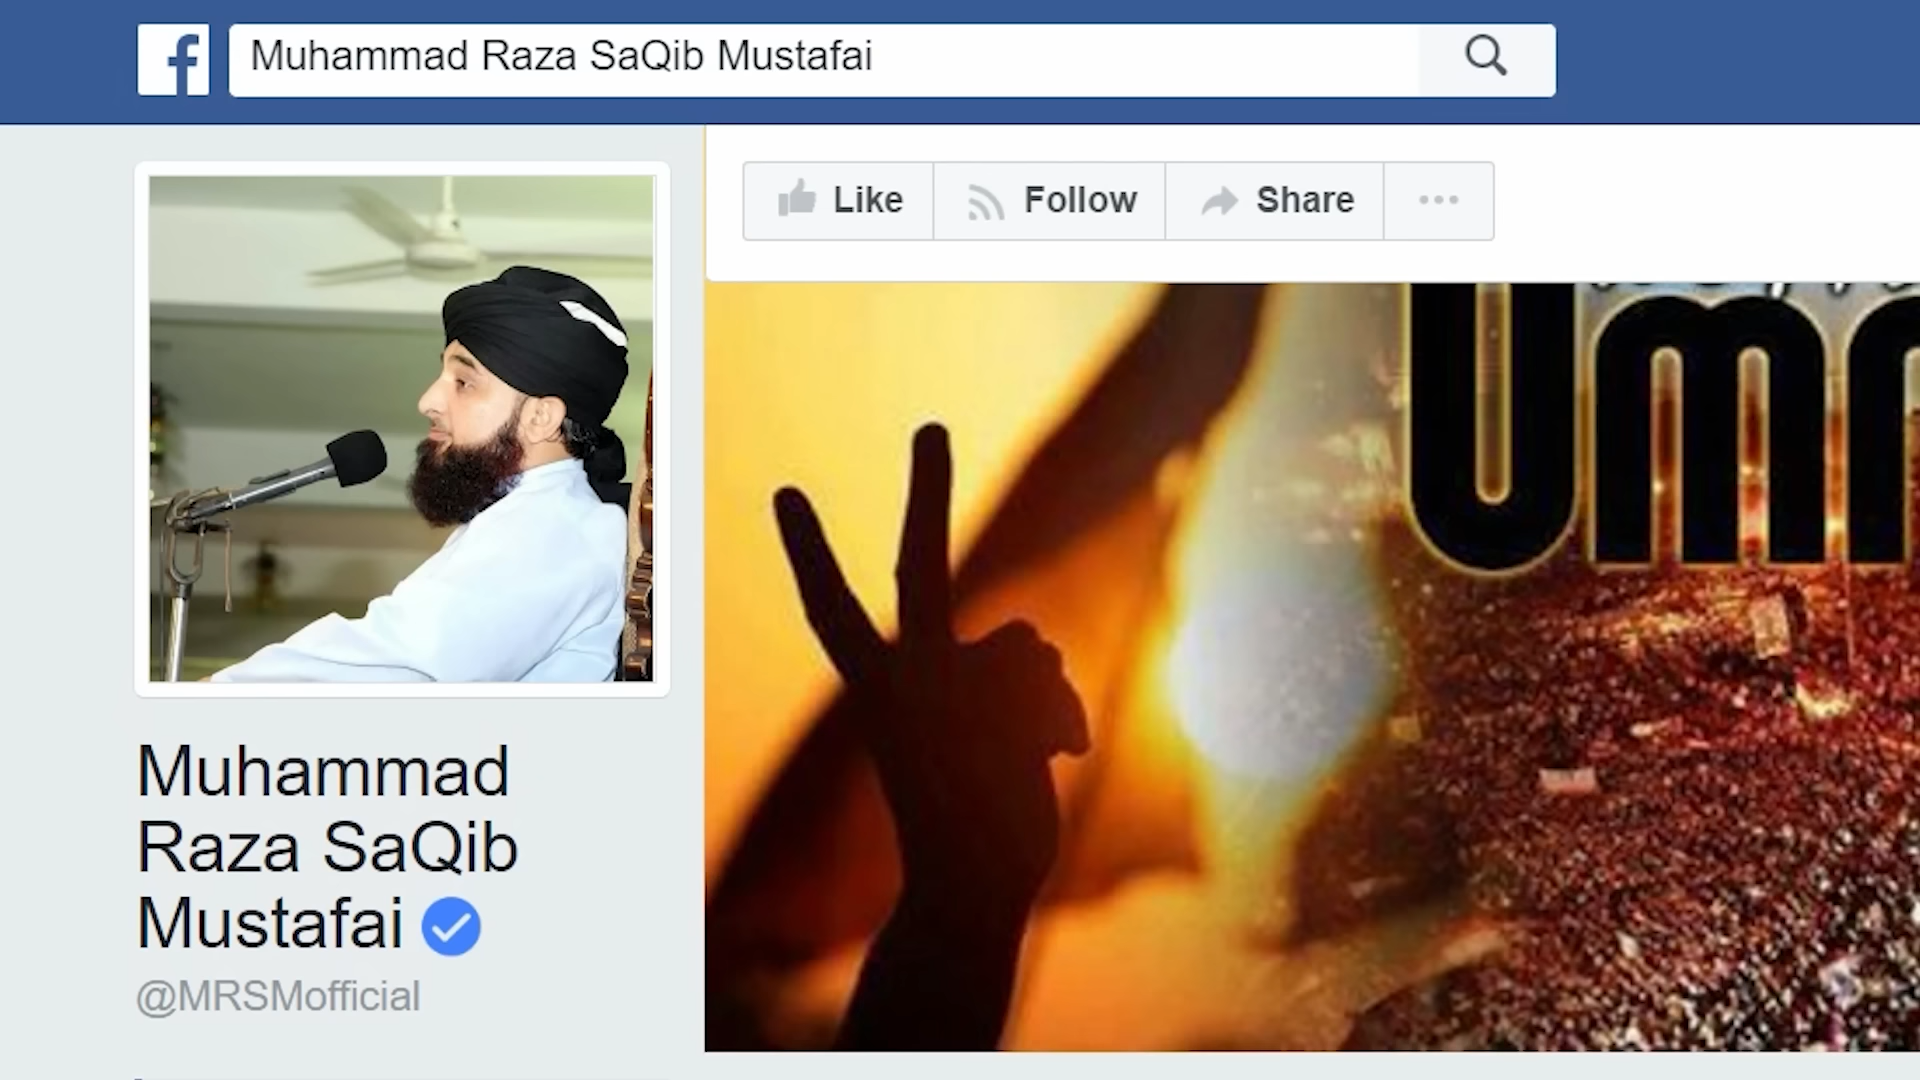 Muhammad Raza SaQib Mustafai
Like Follow Share
Muhammad
Raza SaQib
Mustafai
@MRSMofficial